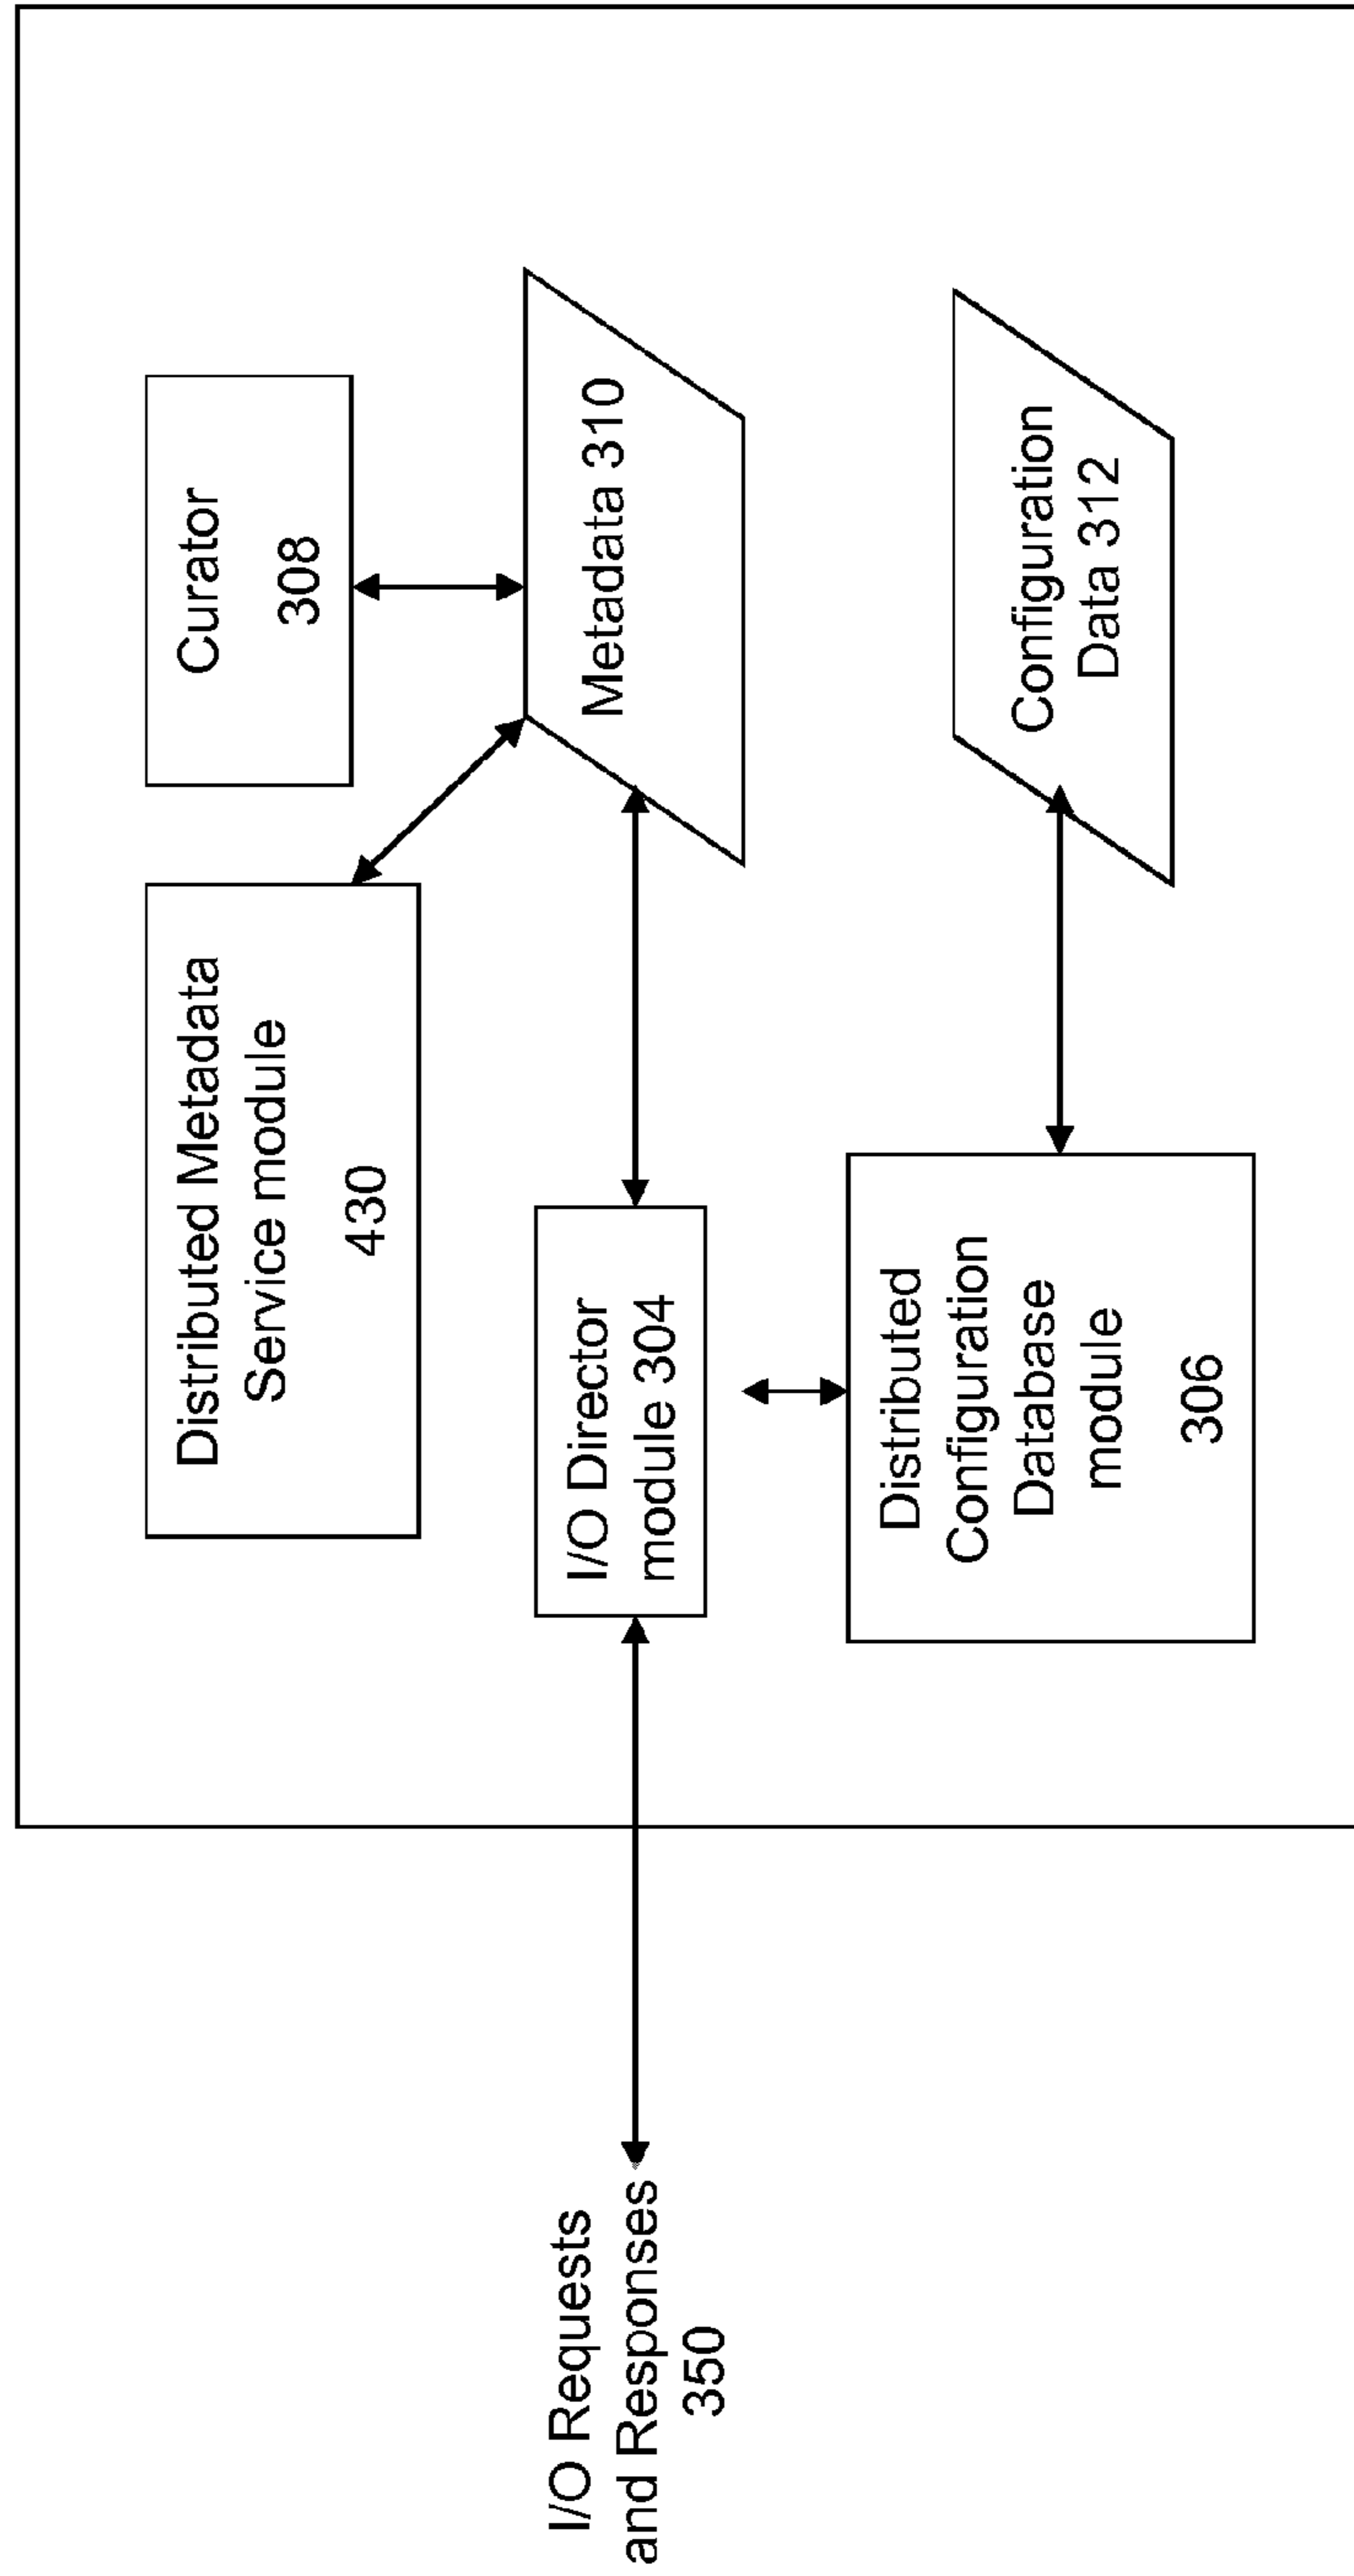 Distributed Metadata
Service module
430
Curator
308
I/O Requests
and Responses
350
I/O Director
module 304
Metadata 310
Distributed
Configuration
Database
module
306
Configuration
Data 312